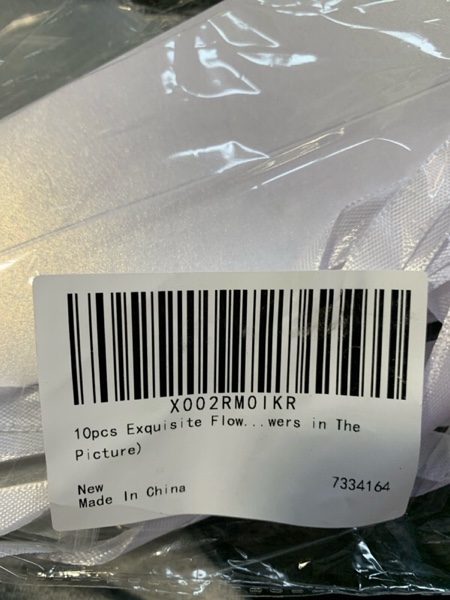 X002RM0IKR
10pcs Exquisite Flow...wers in The
Picture)
New
Made In China
7334164